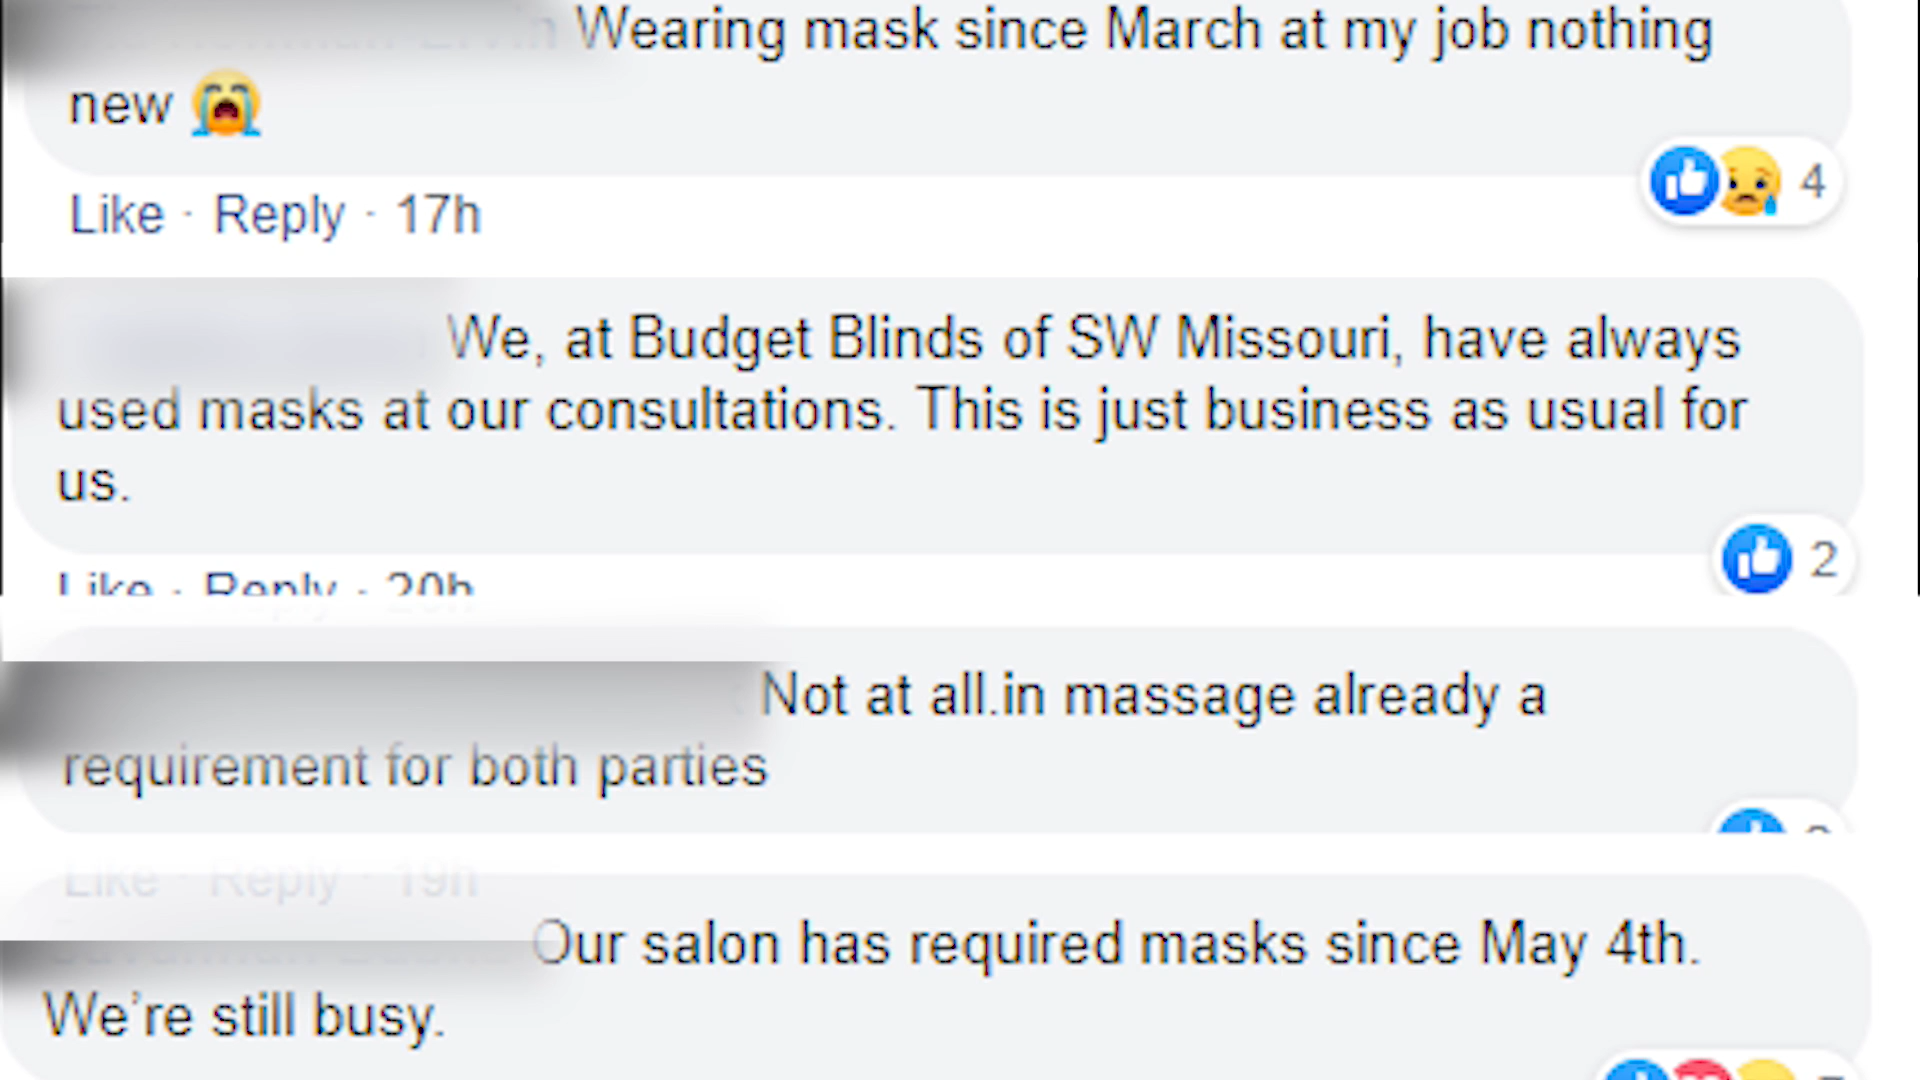 Wearing mask since March at my job nothing
new 😭
Like · Reply · 17h
4
We, at Budget Blinds of SW Missouri, have always
used masks at our consultations. This is just business as usual for
us.
2
Like · Reply · 20h
Not at all.in massage already a
requirement for both parties
Like · Reply · 19h
Our salon has required masks since May 4th.
We're still busy.